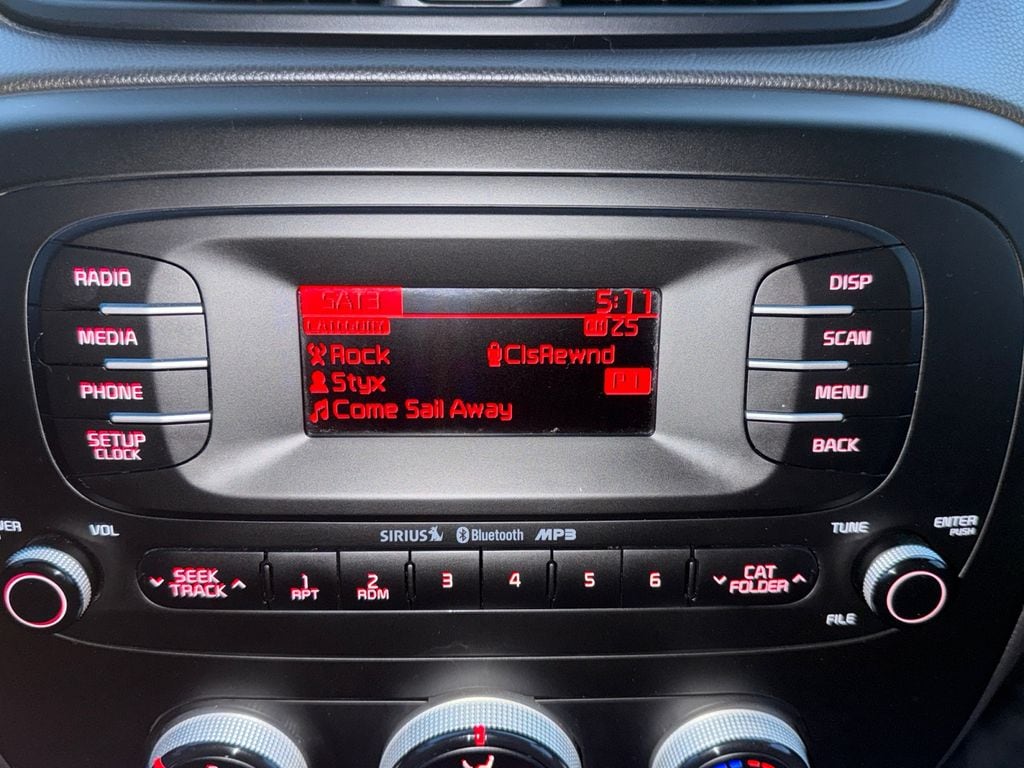 SAT3 5:11
CATEGORY CH 25
Rock ClsRewnd
Styx P1
Come Sail Away
RADIO
MEDIA
PHONE
SETUP
CLOCK
DISP
SCAN
MENU
BACK
VOL
SIRIUS Bluetooth MP3
TUNE
ENTER
PUSH
SEEK
TRACK
1
RPT
2
RDM
3
4
5
6
CAT
FOLDER
FILE